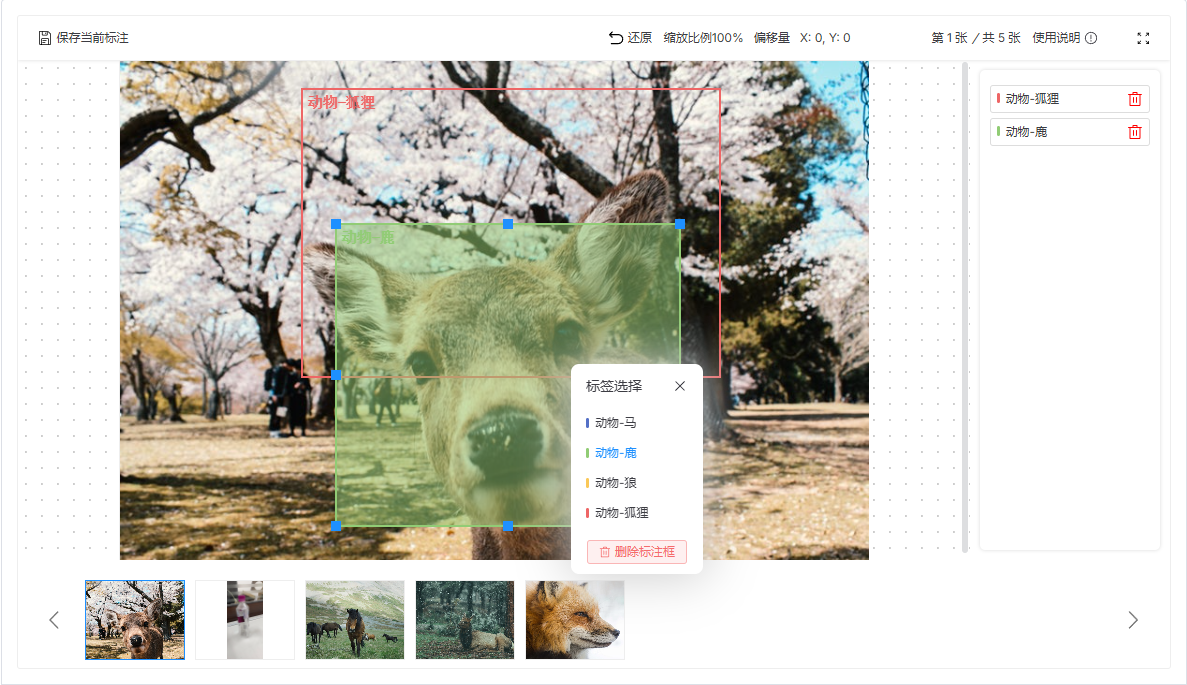 保存当前标注
还原 缩放比例100% 偏移量 X: 0, Y: 0
第 1 张 / 共 5 张 使用说明
动物-狐狸
动物-鹿
动物-狐狸
动物-鹿
标签选择
动物-马
动物-鹿
动物-狼
动物-狐狸
删除标注框